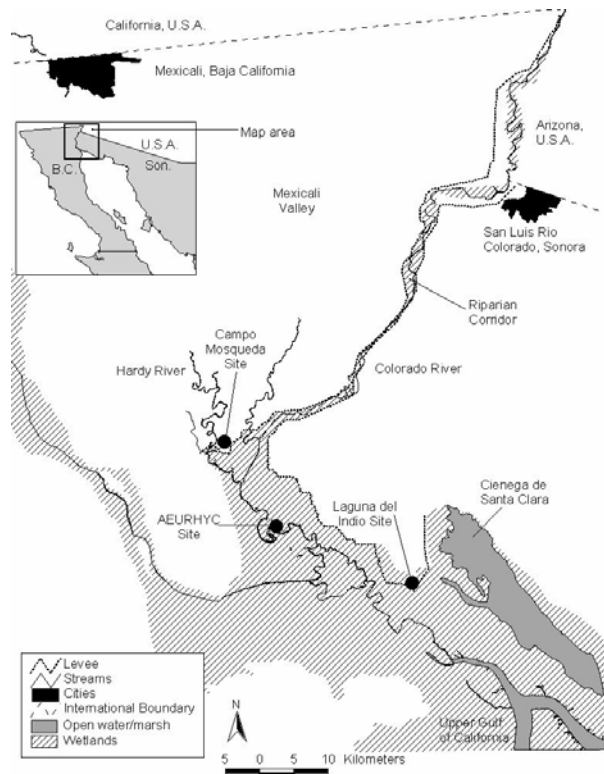 California, U.S.A.
Mexicali, Baja California
Map area
U.S.A.
B.C.
Son.
Arizona,
U.S.A.
Mexicali
Valley
San Luis Rio
Colorado, Sonora
Riparian
Corridor
Campo
Mosqueda
Site
Hardy River
Colorado River
Cienega de
Santa Clara
Laguna del
Indio Site
AEURHYC
Site
Levee
Streams
Cities
International Boundary
Open water/marsh
Wetlands
N
Upper Gulf
of California
5 0 5 10 Kilometers